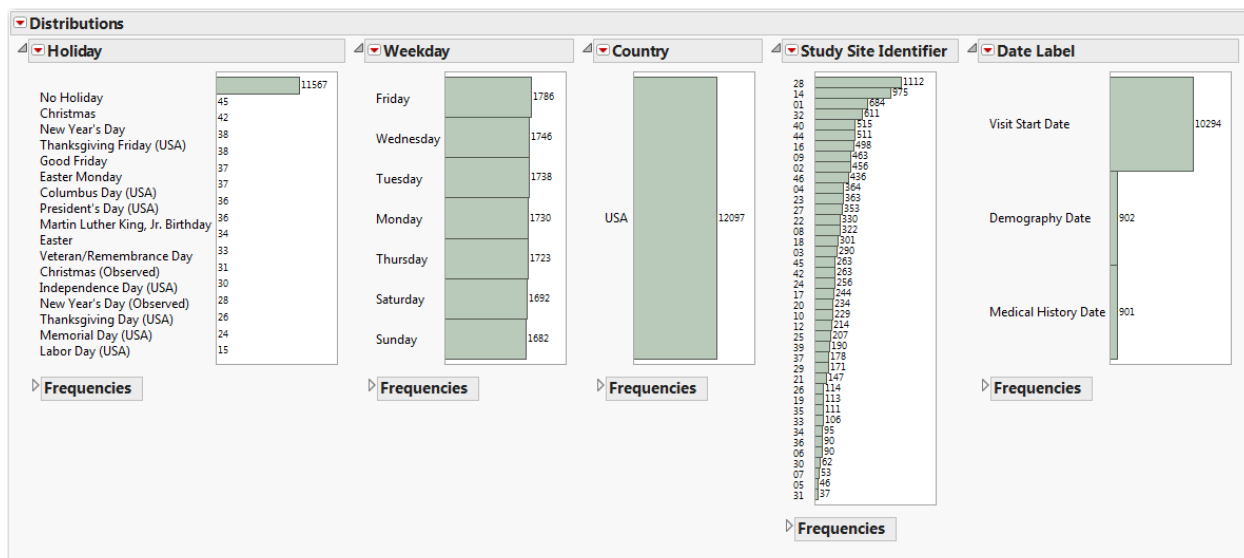 Distributions
Holiday
No Holiday 11567
Christmas 45
New Year's Day 42
Thanksgiving Friday (USA) 38
Good Friday 38
Easter Monday 37
Columbus Day (USA) 37
President's Day (USA) 36
Martin Luther King, Jr. Birthday 36
Easter 34
Veteran/Remembrance Day 33
Christmas (Observed) 31
Independence Day (USA) 30
New Year's Day (Observed) 28
Thanksgiving Day (USA) 26
Memorial Day (USA) 24
Labor Day (USA) 15
Frequencies
Weekday
Friday 1786
Wednesday 1746
Tuesday 1738
Monday 1730
Thursday 1723
Saturday 1692
Sunday 1682
Frequencies
Country
USA 12097
Frequencies
Study Site Identifier
28 1112
14 975
01 684
32 611
40 515
44 511
16 498
09 463
02 456
46 436
04 364
23 363
27 353
22 330
08 322
18 301
03 290
45 263
42 263
24 256
17 244
20 234
10 229
12 214
25 207
39 190
37 178
29 171
21 147
26 114
19 113
35 111
33 106
34 95
36 90
06 90
30 62
07 53
05 46
31 37
Frequencies
Date Label
Visit Start Date 10294
Demography Date 902
Medical History Date 901
Frequencies